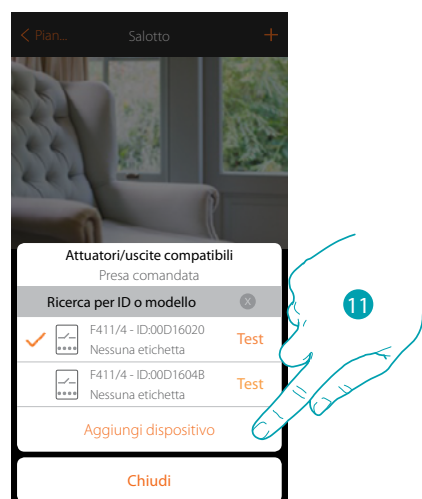 < Pian... Salotto +
Attuatori/uscite compatibili
Presa comandata
Ricerca per ID o modello X
F411/4 - ID:00D16020
Test
Nessuna etichetta
F411/4 - ID:00D1604B
Test
Nessuna etichetta
Aggiungi dispositivo
Chiudi
11